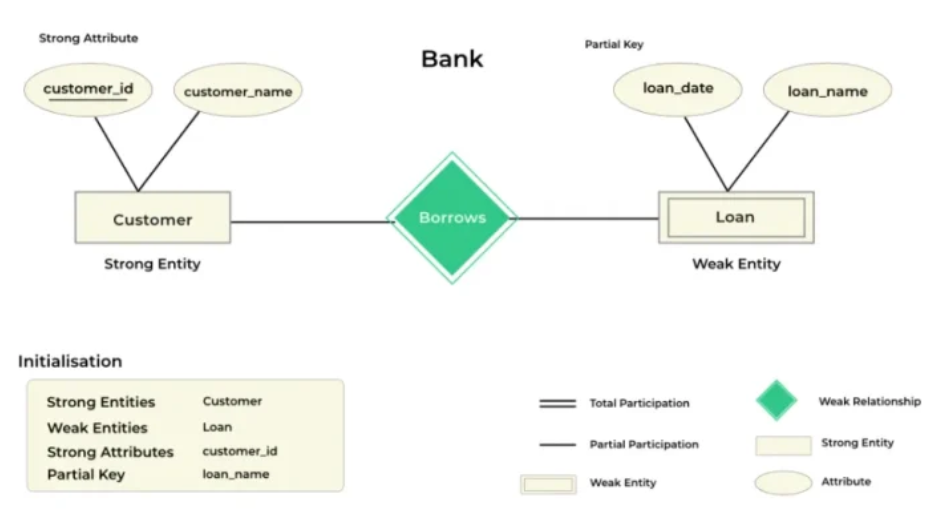 Strong Attribute
Bank
Partial Key
customer_id
customer_name
loan_date
loan_name
Customer
Borrows
Loan
Strong Entity
Weak Entity
Initialisation
Strong Entities Customer
Weak Entities Loan
Strong Attributes customer_id
Partial Key loan_name
Total Participation
Weak Relationship
Partial Participation
Strong Entity
Weak Entity
Attribute